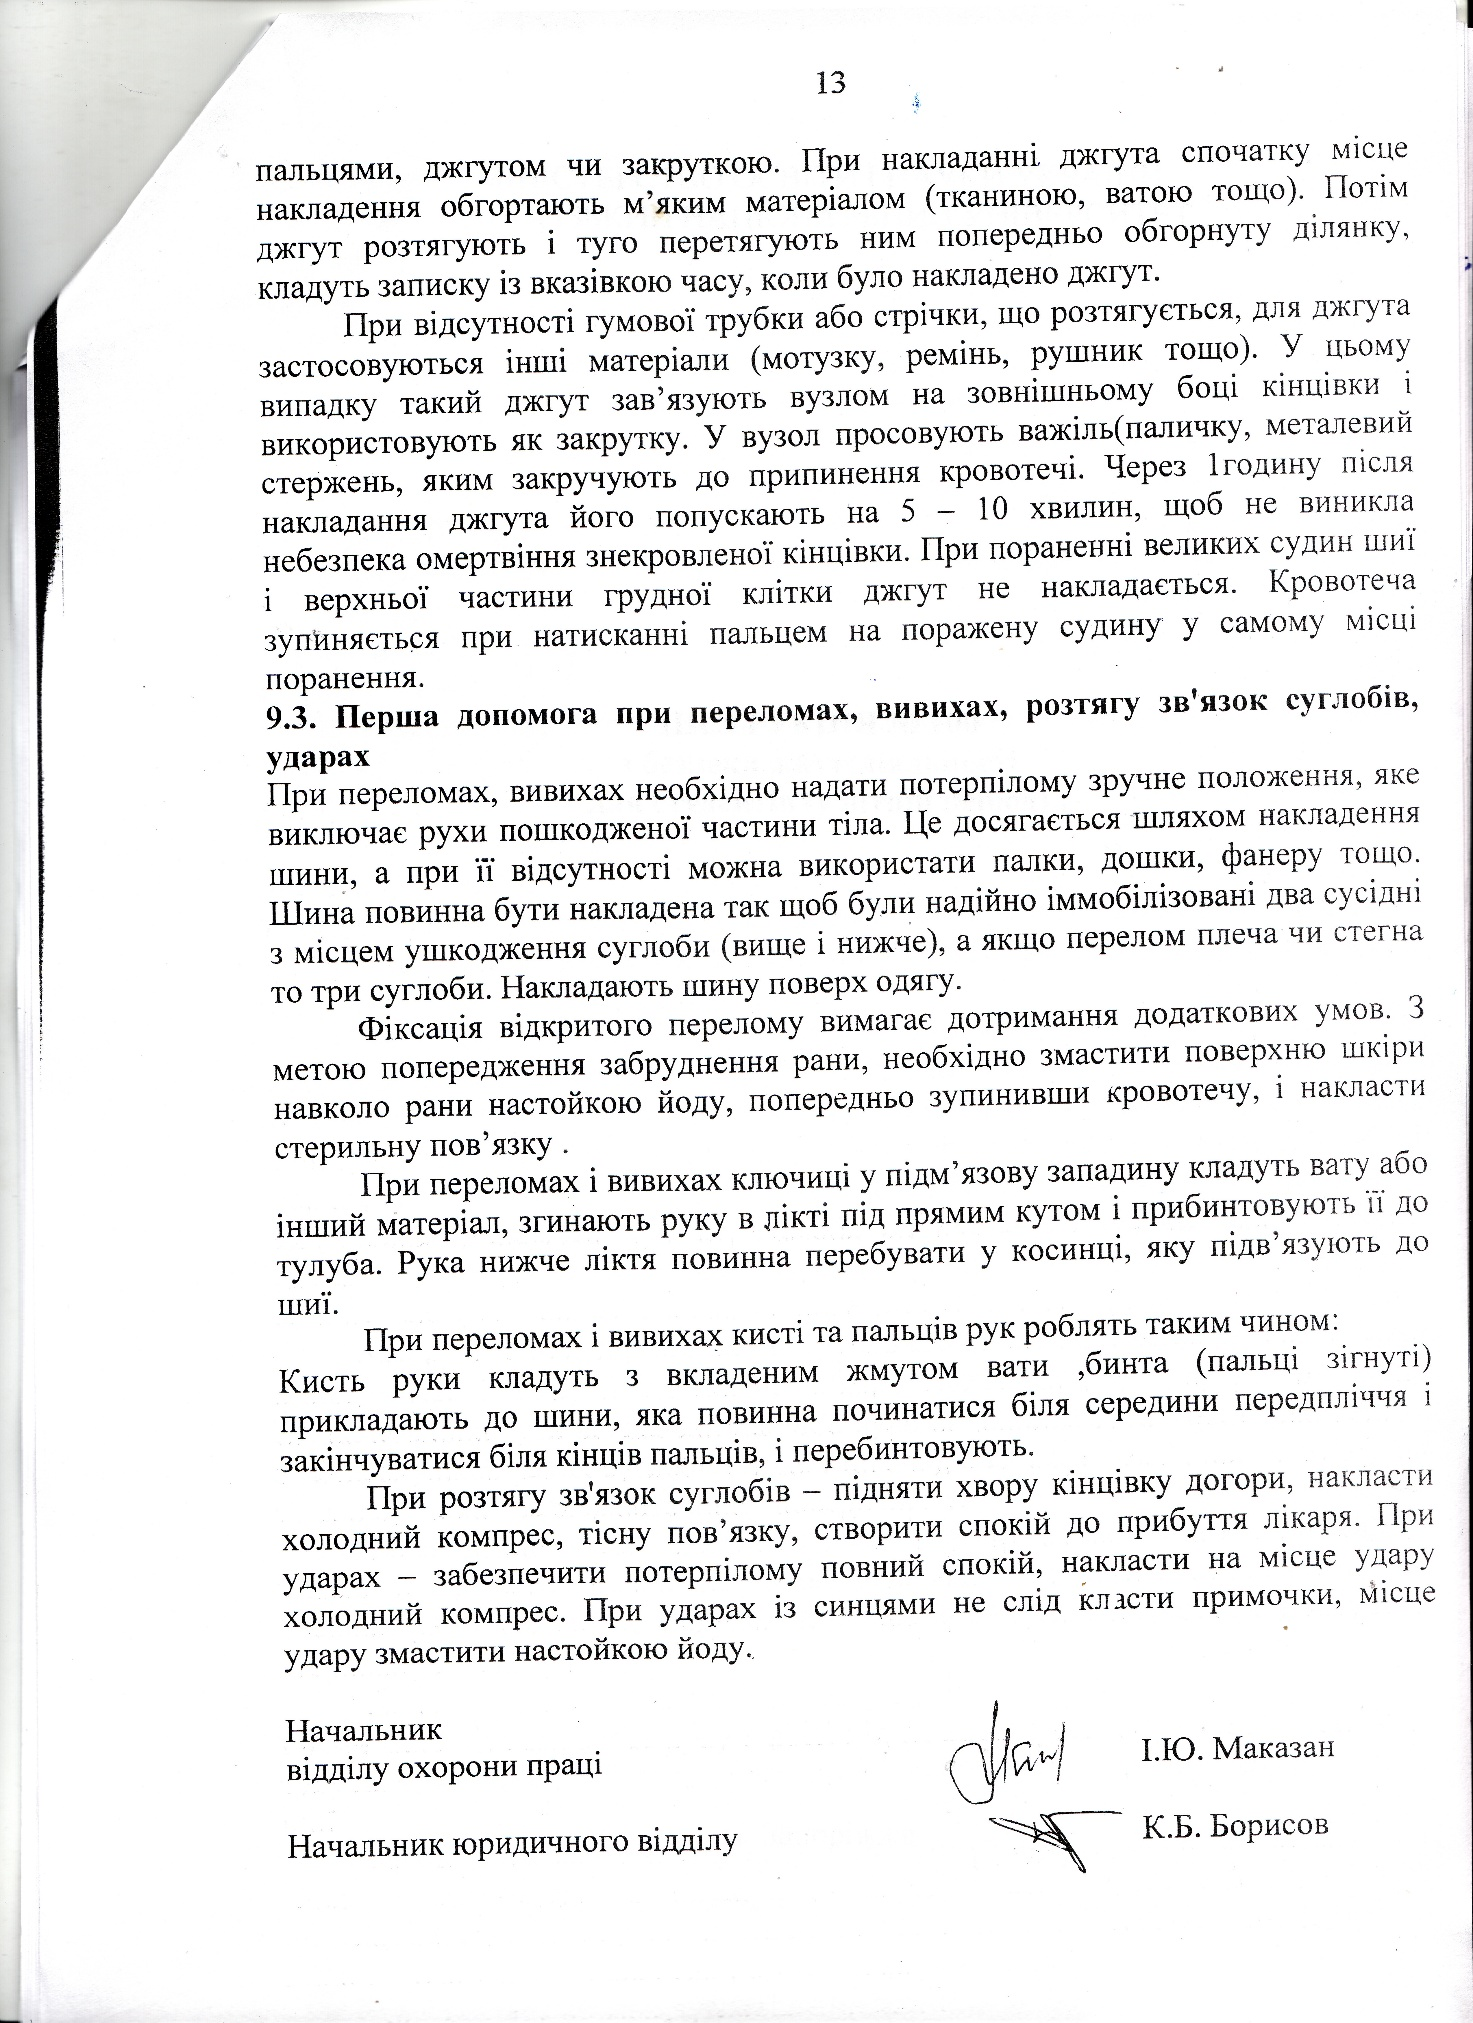 13
пальцями, джгутом чи закруткою. При накладанні джгута спочатку місце
накладення обгортають м’яким матеріалом (тканиною, ватою тощо). Потім
джгут розтягують і туго перетягують ним попередньо обгорнуту ділянку,
кладуть записку із вказівкою часу, коли було накладено джгут.
При відсутності гумової трубки або стрічки, що розтягується, для джгута
застосовуються інші матеріали (мотузку, ремінь, рушник тощо). У цьому
випадку такий джгут зав’язують вузлом на зовнішньому боці кінцівки і
використовують як закрутку. У вузол просовують важіль(паличку, металевий
стержень, яким закручують до припинення кровотечі. Через 1годину після
накладання джгута його попускають на 5 – 10 хвилин, щоб не виникла
небезпека омертвіння знекровленої кінцівки. При пораненні великих судин шиї
і верхньої частини грудної клітки джгут не накладається. Кровотеча
зупиняється при натисканні пальцем на поражену судину у самому місці
поранення.
9.3. Перша допомога при переломах, вивихах, розтягу зв'язок суглобів,
ударах
При переломах, вивихах необхідно надати потерпілому зручне положення, яке
виключає рухи пошкодженої частини тіла. Це досягається шляхом накладення
шини, а при її відсутності можна використати палки, дошки, фанеру тощо.
Шина повинна бути накладена так щоб були надійно іммобілізовані два сусідні
з місцем ушкодження суглоби (вище і нижче), а якщо перелом плеча чи стегна
то три суглоби. Накладають шину поверх одягу.
Фіксація відкритого перелому вимагає дотримання додаткових умов. З
метою попередження забруднення рани, необхідно змастити поверхню шкіри
навколо рани настойкою йоду, попередньо зупинивши кровотечу, і накласти
стерильну пов’язку .
При переломах і вивихах ключиці у підм’язову западину кладуть вату або
інший матеріал, згинають руку в лікті під прямим кутом і прибинтовують її до
тулуба. Рука нижче ліктя повинна перебувати у косинці, яку підв’язують до
шиї.
При переломах і вивихах кисті та пальців рук роблять таким чином:
Кисть руки кладуть з вкладеним жмутом вати ,бинта (пальці зігнуті)
прикладають до шини, яка повинна починатися біля середини передпліччя і
закінчуватися біля кінців пальців, і перебинтовують.
При розтягу зв'язок суглобів – підняти хвору кінцівку догори, накласти
холодний компрес, тісну пов’язку, створити спокій до прибуття лікаря. При
ударах – забезпечити потерпілому повний спокій, накласти на місце удару
холодний компрес. При ударах із синцями не слід класти примочки, місце
удару змастити настойкою йоду.
Начальник
відділу охорони праці
І.Ю. Маказан
Начальник юридичного відділу
К.Б. Борисов